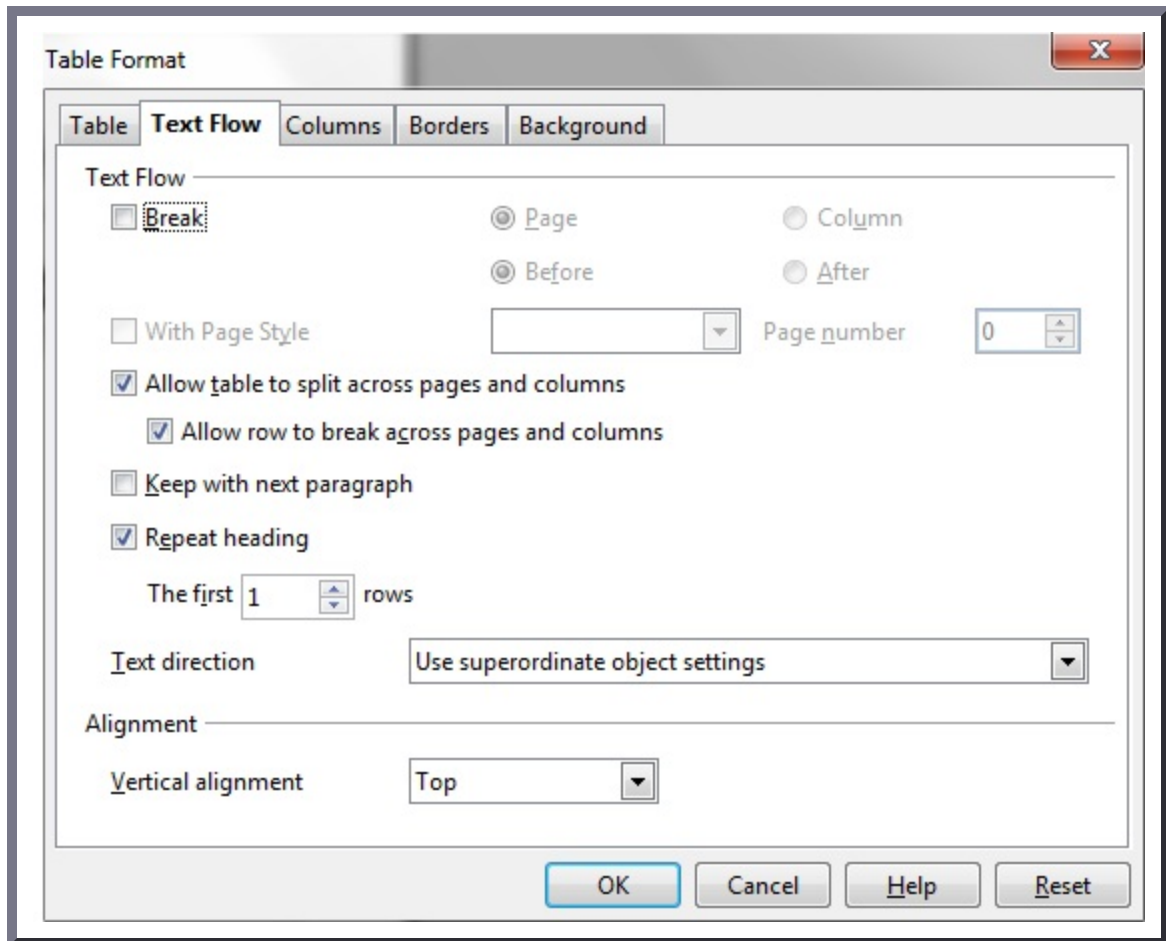 Table Format
Table Text Flow Columns Borders Background
Text Flow
Break Page Column
Before After
With Page Style Page number 0
Allow table to split across pages and columns
Allow row to break across pages and columns
Keep with next paragraph
Repeat heading
The first 1 rows
Text direction Use superordinate object settings
Alignment
Vertical alignment Top
OK Cancel Help Reset